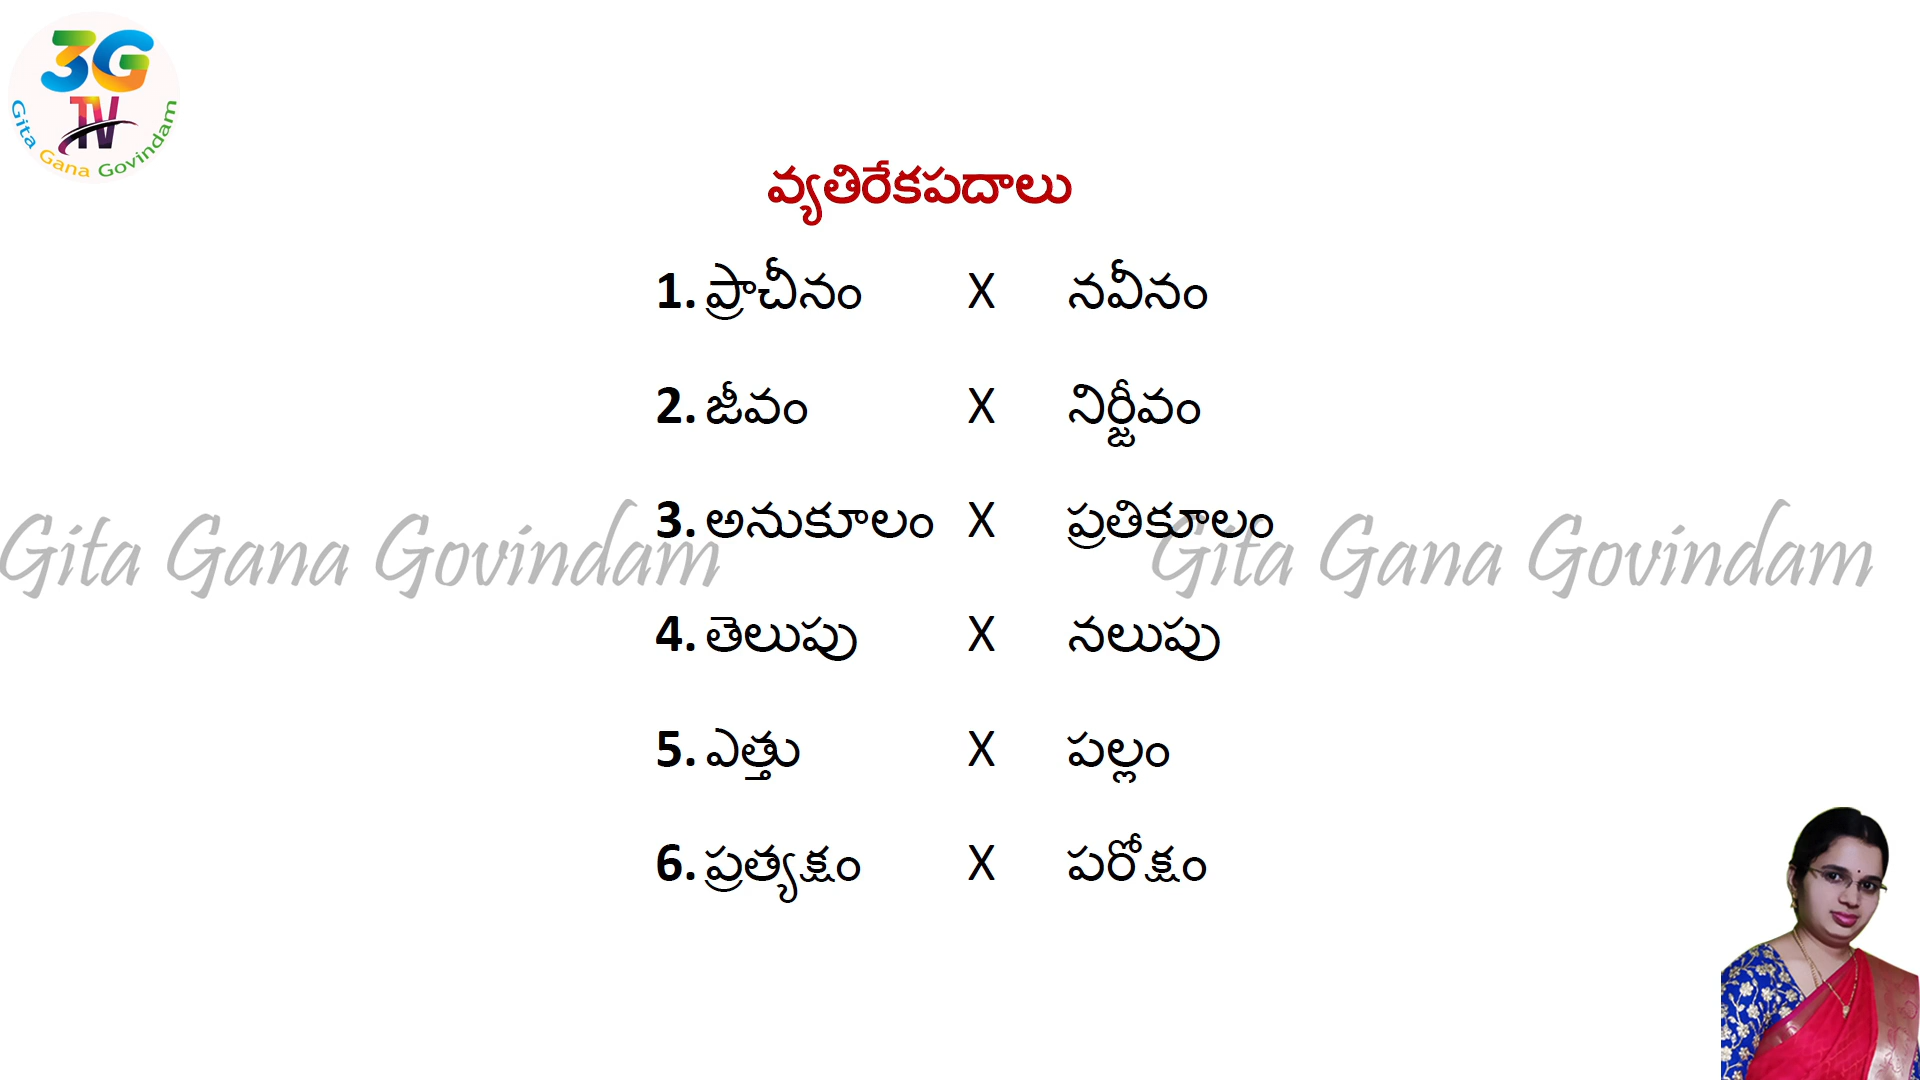 3G
TV
Gita Gana Govindam
వ్యతిరేకపదాలు
1. ప్రాచీనం X నవీనం
2. జీవం X నిర్జీవం
3. అనుకూలం X ప్రతికూలం
Gita Gana Govindam Gita Gana Govindam
4. తెలుపు X నలుపు
5. ఎత్తు X పల్లం
6. ప్రత్యక్షం X పరోక్షం